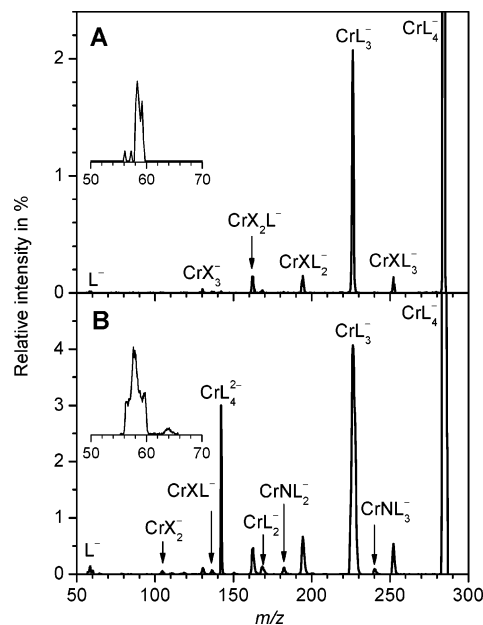 A
CrL₃⁻
CrL₄⁻
2
1
0
50 60 70
CrX₂L⁻
CrX₃⁻
CrXL₂⁻
CrXL₃⁻
L⁻
Relative intensity in %
B
CrL₄⁻
CrL₃⁻
4
3
2
1
0
50 60 70
CrL₄²⁻
CrXL⁻
CrNL₂⁻
CrX₂⁻
CrL₂⁻
CrNL₃⁻
L⁻
50 100 150 200 250 300
m/z